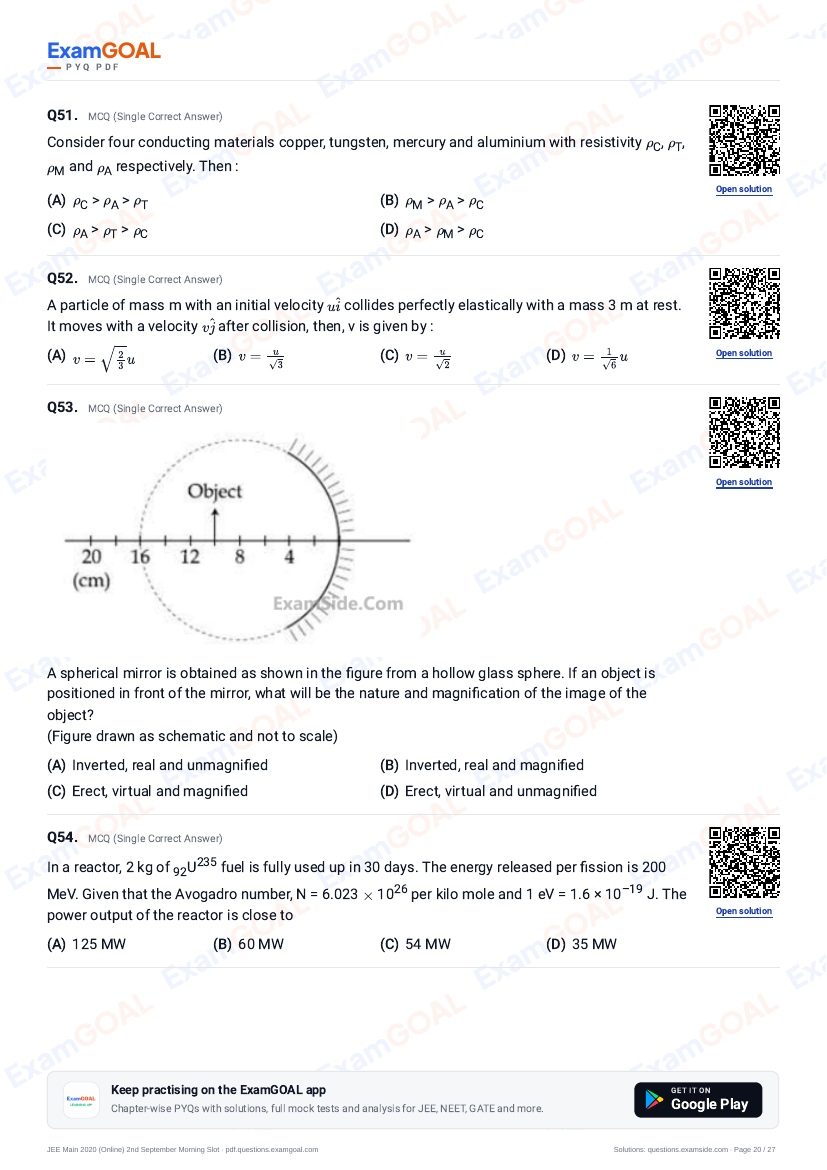 ExamGOAL
PYQ PDF
Q51. MCQ (Single Correct Answer)
Consider four conducting materials copper, tungsten, mercury and aluminium with resistivity ρC, ρT,
ρM and ρA respectively. Then :
(A) ρC > ρA > ρT (B) ρM > ρA > ρC
(C) ρA > ρT > ρC (D) ρA > ρM > ρC
Open solution
Q52. MCQ (Single Correct Answer)
A particle of mass m with an initial velocity uî collides perfectly elastically with a mass 3 m at rest.
It moves with a velocity vĵ after collision, then, v is given by :
(A) v = √(2/3)u (B) v = u/√3 (C) v = u/√2 (D) v = 1/√6 u
Open solution
Q53. MCQ (Single Correct Answer)
Open solution
Object
20 16 12 8 4
(cm)
ExamSide.Com
A spherical mirror is obtained as shown in the figure from a hollow glass sphere. If an object is
positioned in front of the mirror, what will be the nature and magnification of the image of the
object?
(Figure drawn as schematic and not to scale)
(A) Inverted, real and unmagnified (B) Inverted, real and magnified
(C) Erect, virtual and magnified (D) Erect, virtual and unmagnified
Q54. MCQ (Single Correct Answer)
In a reactor, 2 kg of ₉₂U²³⁵ fuel is fully used up in 30 days. The energy released per fission is 200
MeV. Given that the Avogadro number, N = 6.023 × 10²⁶ per kilo mole and 1 eV = 1.6 × 10⁻¹⁹ J. The
power output of the reactor is close to
(A) 125 MW (B) 60 MW (C) 54 MW (D) 35 MW
Open solution
ExamGOAL
Keep practising on the ExamGOAL app
Chapter-wise PYQs with solutions, full mock tests and analysis for JEE, NEET, GATE and more.
GET IT ON
Google Play
JEE Main 2020 (Online) 2nd September Morning Slot · pdf.questions.examgoal.com
Solutions: questions.examside.com · Page 20 / 27